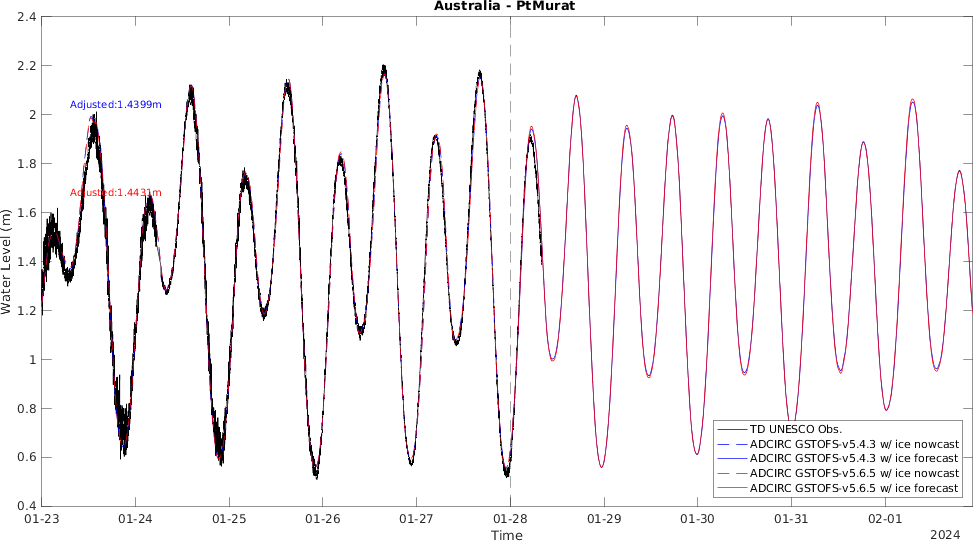 Australia - PtMurat
2.4
2.2
2
1.8
1.6
1.4
1.2
1
0.8
0.6
0.4
Water Level (m)
Adjusted:1.4399m
Adjusted:1.4431m
TD UNESCO Obs.
ADCIRC GSTOFS-v5.4.3 w/ ice nowcast
ADCIRC GSTOFS-v5.4.3 w/ ice forecast
ADCIRC GSTOFS-v5.6.5 w/ ice nowcast
ADCIRC GSTOFS-v5.6.5 w/ ice forecast
01-23 01-24 01-25 01-26 01-27 01-28 01-29 01-30 01-31 02-01
Time
2024